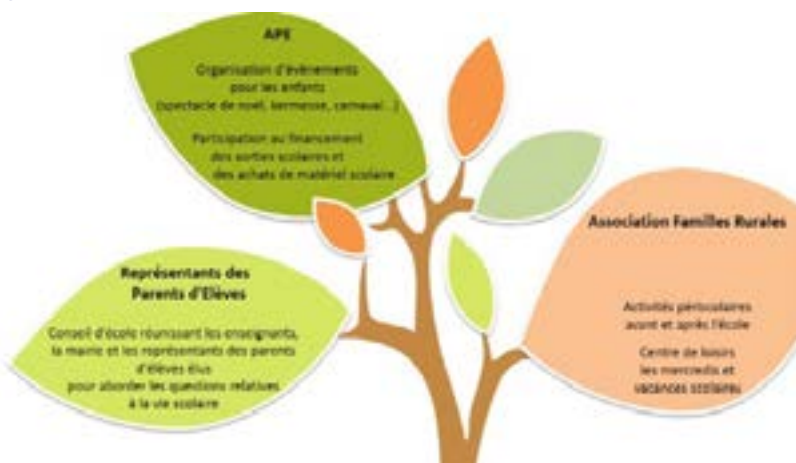 APE
Organisation d'évènements
pour les enfants
(spectacle de noël, kermesse, carnaval...)
Participation au financement
des sorties scolaires et
des achats de matériel scolaire
Représentants des
Parents d'Elèves
Conseil d'école réunissant les enseignants,
la mairie et les représentants des parents
d'élèves élus
pour aborder les questions relatives
à la vie scolaire
Association Familles Rurales
Activités périscolaires
avant et après l'école
Centre de loisirs
les mercredis et
vacances scolaires